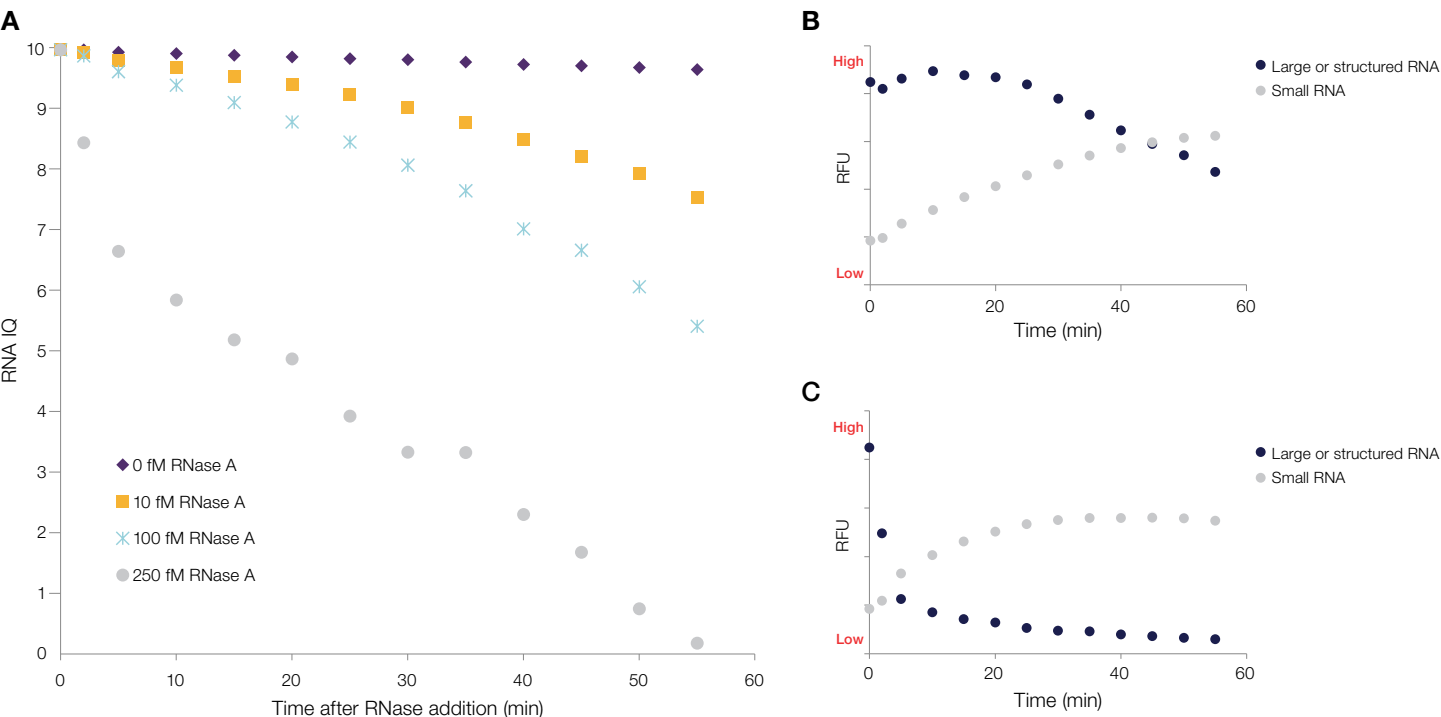 A
10
9
8
7
6
5
4
3
2
1
0
RNA IQ
0 fM RNase A
10 fM RNase A
100 fM RNase A
250 fM RNase A
0
10
20
30
40
50
60
Time after RNase addition (min)
B
High
Low
RFU
Large or structured RNA
Small RNA
0
20
40
60
Time (min)
C
High
Low
RFU
Large or structured RNA
Small RNA
0
20
40
60
Time (min)